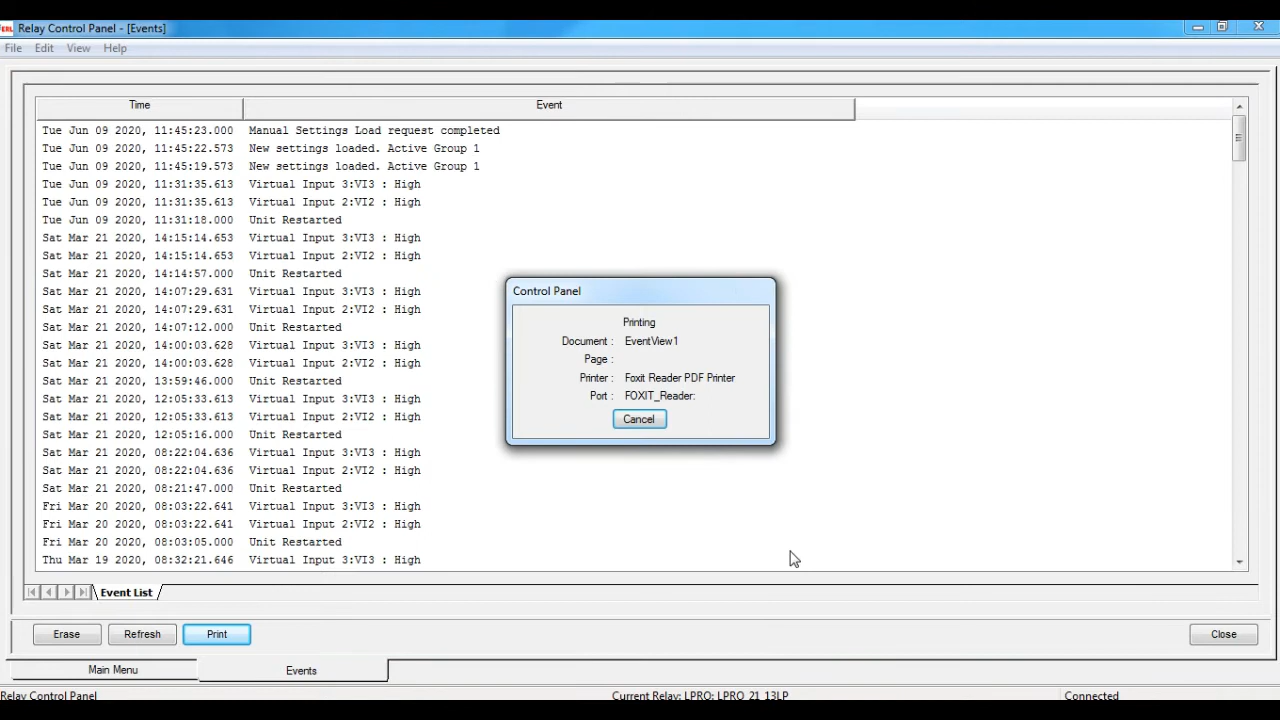 ERL Relay Control Panel - [Events]
File Edit View Help
Time Event
Tue Jun 09 2020, 11:45:23.000 Manual Settings Load request completed
Tue Jun 09 2020, 11:45:22.573 New settings loaded. Active Group 1
Tue Jun 09 2020, 11:45:19.573 New settings loaded. Active Group 1
Tue Jun 09 2020, 11:31:35.613 Virtual Input 3:VI3 : High
Tue Jun 09 2020, 11:31:35.613 Virtual Input 2:VI2 : High
Tue Jun 09 2020, 11:31:18.000 Unit Restarted
Sat Mar 21 2020, 14:15:14.653 Virtual Input 3:VI3 : High
Sat Mar 21 2020, 14:15:14.653 Virtual Input 2:VI2 : High
Sat Mar 21 2020, 14:14:57.000 Unit Restarted
Sat Mar 21 2020, 14:07:29.631 Virtual Input 3:VI3 : High
Sat Mar 21 2020, 14:07:29.631 Virtual Input 2:VI2 : High
Sat Mar 21 2020, 14:07:12.000 Unit Restarted
Sat Mar 21 2020, 14:00:03.628 Virtual Input 3:VI3 : High
Sat Mar 21 2020, 14:00:03.628 Virtual Input 2:VI2 : High
Sat Mar 21 2020, 13:59:46.000 Unit Restarted
Sat Mar 21 2020, 12:05:33.613 Virtual Input 3:VI3 : High
Sat Mar 21 2020, 12:05:33.613 Virtual Input 2:VI2 : High
Sat Mar 21 2020, 12:05:16.000 Unit Restarted
Sat Mar 21 2020, 08:22:04.636 Virtual Input 3:VI3 : High
Sat Mar 21 2020, 08:22:04.636 Virtual Input 2:VI2 : High
Sat Mar 21 2020, 08:21:47.000 Unit Restarted
Fri Mar 20 2020, 08:03:22.641 Virtual Input 3:VI3 : High
Fri Mar 20 2020, 08:03:22.641 Virtual Input 2:VI2 : High
Fri Mar 20 2020, 08:03:05.000 Unit Restarted
Thu Mar 19 2020, 08:32:21.646 Virtual Input 3:VI3 : High
Control Panel
Printing
Document : EventView1
Page :
Printer : Foxit Reader PDF Printer
Port : FOXIT_Reader:
Cancel
Event List
Erase Refresh Print Close
Main Menu Events
Relay Control Panel Current Relay: LPRO: LPRO_21_13LP Connected